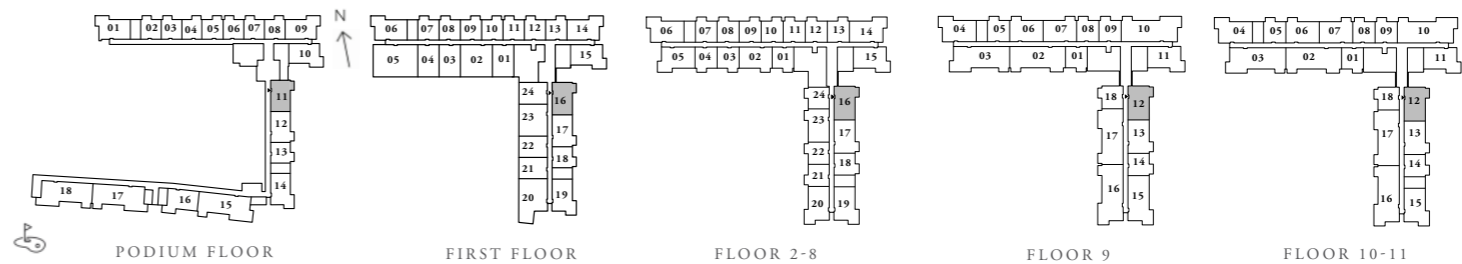 01 02 03 04 05 06 07 08 09
10
11
12
13
14
18 17 16 15
PODIUM FLOOR
N
06 07 08 09 10 11 12 13 14
05 04 03 02 01 15
24 16
23 17
22 18
21
20 19
FIRST FLOOR
06 07 08 09 10 11 12 13 14
05 04 03 02 01 15
24 16
23 17
22 18
21
20 19
FLOOR 2-8
04 05 06 07 08 09 10
03 02 01 11
18 12
17 13
14
16 15
FLOOR 9
04 05 06 07 08 09 10
03 02 01 11
18 12
17 13
14
16 15
FLOOR 10-11